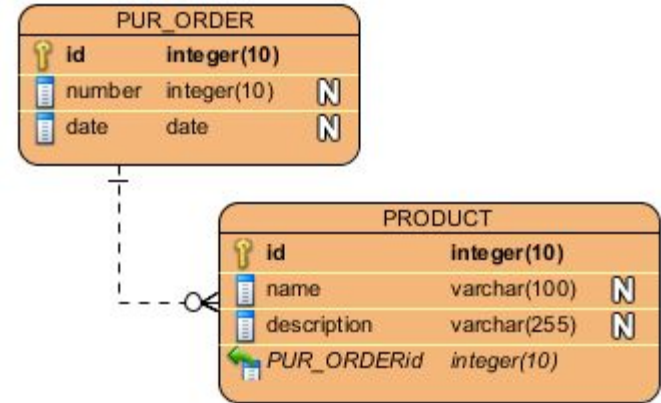 PUR_ORDER
id integer(10)
number integer(10) N
date date N
PRODUCT
id integer(10)
name varchar(100) N
description varchar(255) N
PUR_ORDERid integer(10)